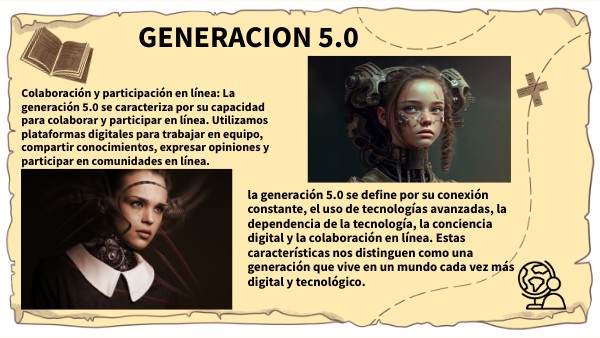 GENERACION 5.0
Colaboración y participación en línea: La
generación 5.0 se caracteriza por su capacidad
para colaborar y participar en línea. Utilizamos
plataformas digitales para trabajar en equipo,
compartir conocimientos, expresar opiniones y
participar en comunidades en línea.
la generación 5.0 se define por su conexión
constante, el uso de tecnologías avanzadas, la
dependencia de la tecnología, la conciencia
digital y la colaboración en línea. Estas
características nos distinguen como una
generación que vive en un mundo cada vez más
digital y tecnológico.